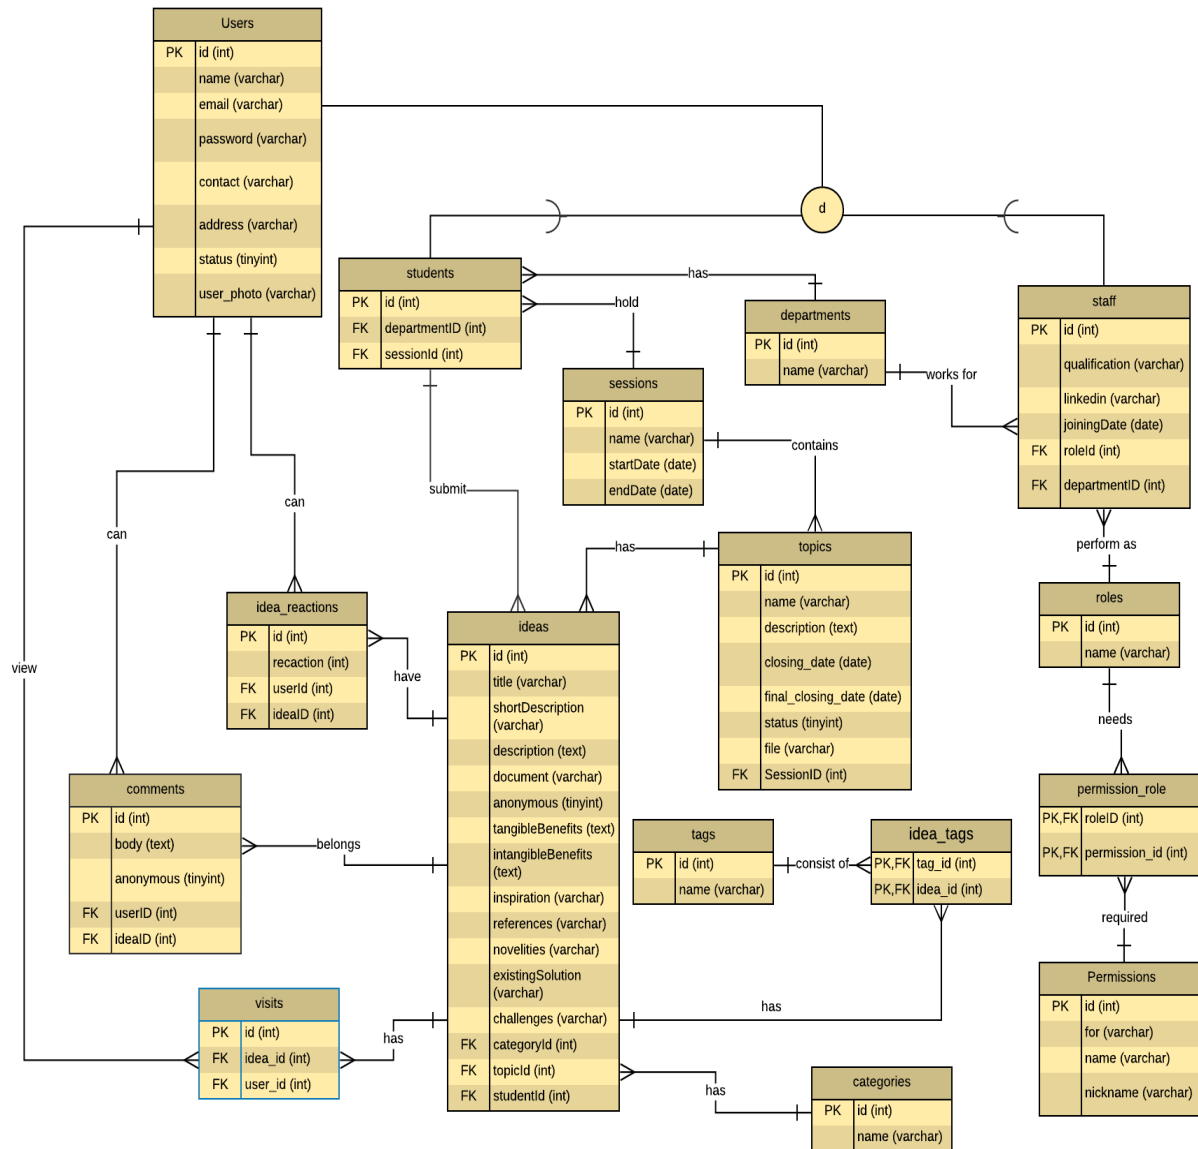 Users
PK id (int)
name (varchar)
email (varchar)
password (varchar)
contact (varchar)
address (varchar)
status (tinyint)
user_photo (varchar)
d
students
PK id (int)
FK departmentID (int)
FK sessionId (int)
has
hold
departments
PK id (int)
name (varchar)
works for
staff
PK id (int)
qualification (varchar)
linkedin (varchar)
joiningDate (date)
FK roleId (int)
FK departmentID (int)
sessions
PK id (int)
name (varchar)
startDate (date)
endDate (date)
contains
submit
can
can
has
perform as
topics
PK id (int)
name (varchar)
description (text)
closing_date (date)
final_closing_date (date)
status (tinyint)
file (varchar)
FK SessionID (int)
roles
PK id (int)
name (varchar)
needs
idea_reactions
PK id (int)
recaction (int)
FK userId (int)
FK ideaID (int)
have
view
ideas
PK id (int)
title (varchar)
shortDescription
(varchar)
description (text)
document (varchar)
anonymous (tinyint)
tangibleBenefits (text)
intangibleBenefits
(text)
inspiration (varchar)
references (varchar)
novelities (varchar)
existingSolution
(varchar)
challenges (varchar)
FK categoryId (int)
FK topicId (int)
FK studentId (int)
comments
PK id (int)
body (text)
anonymous (tinyint)
FK userID (int)
FK ideaID (int)
belongs
tags
PK id (int)
name (varchar)
consist of
idea_tags
PK,FK tag_id (int)
PK,FK idea_id (int)
permission_role
PK,FK roleID (int)
PK,FK permission_id (int)
required
Permissions
PK id (int)
for (varchar)
name (varchar)
nickname (varchar)
visits
PK id (int)
FK idea_id (int)
FK user_id (int)
has
has
has
categories
PK id (int)
name (varchar)